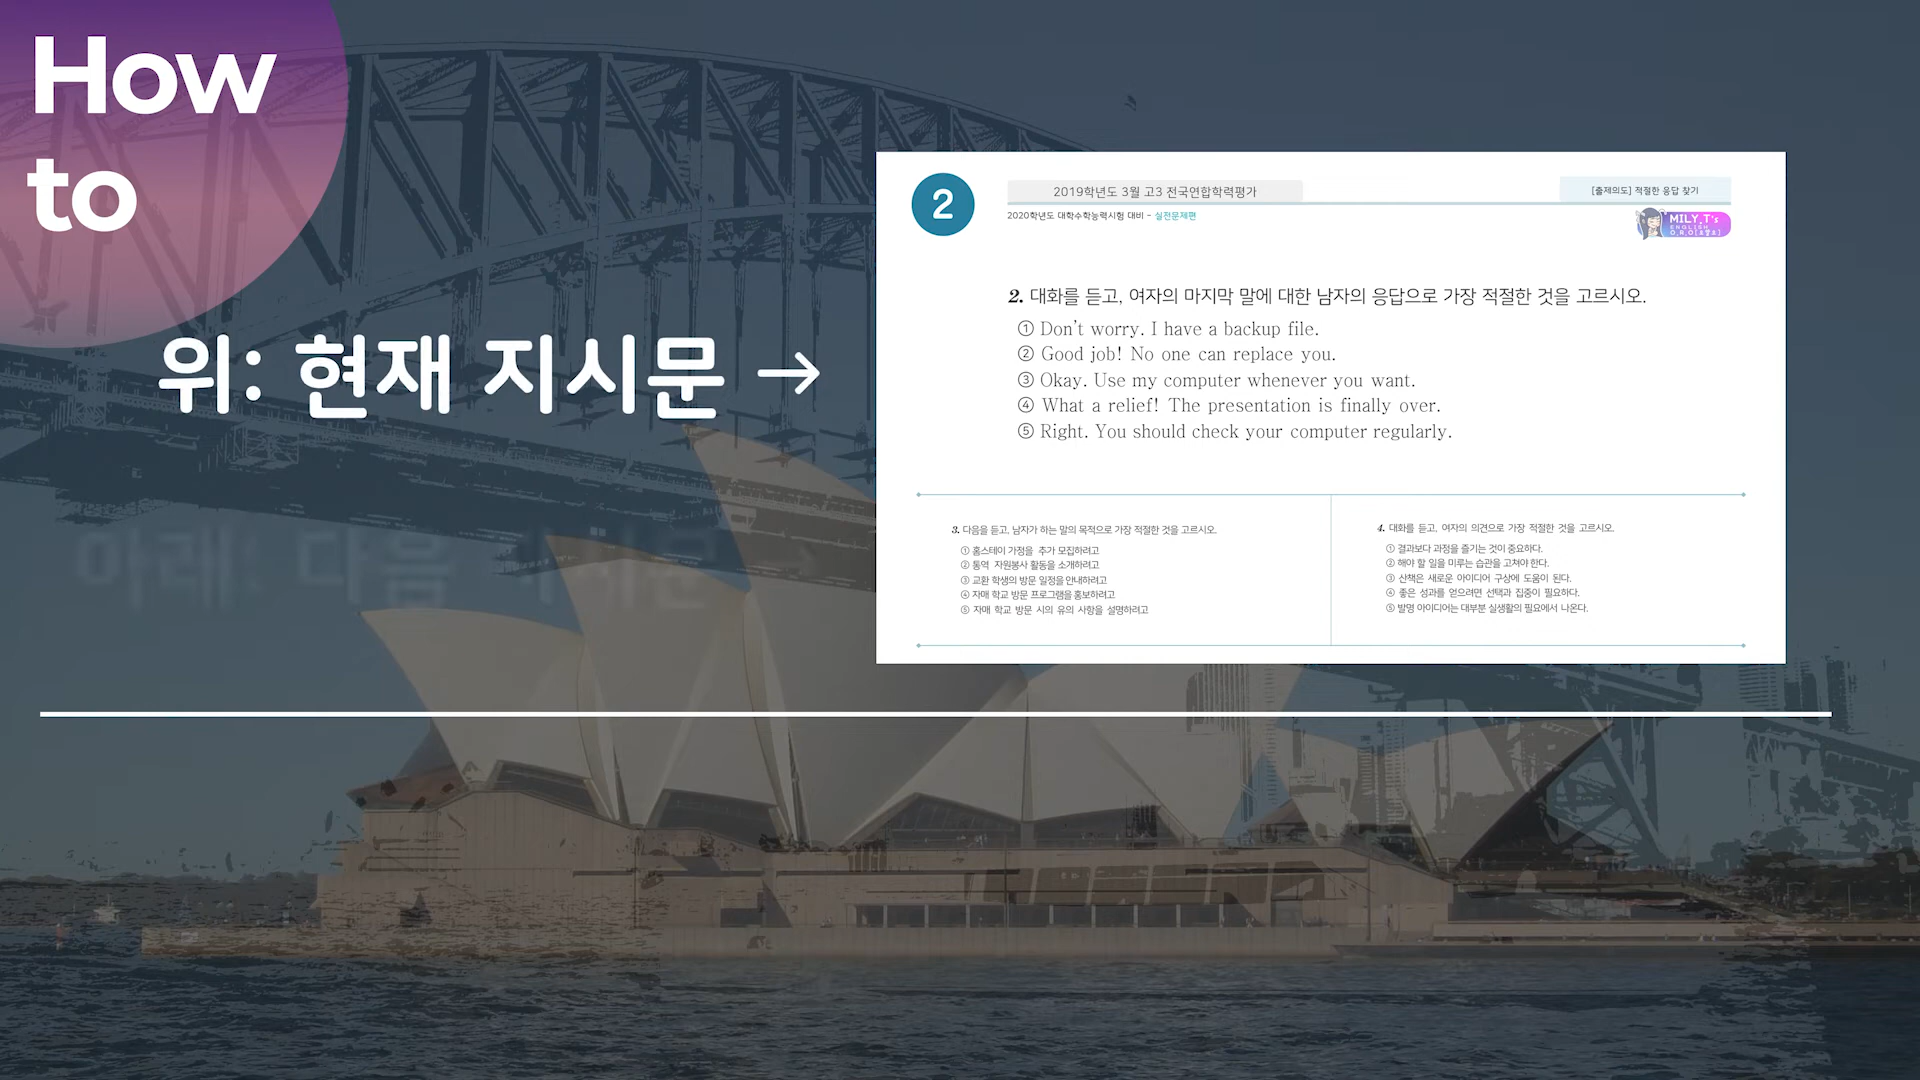 How
to
위: 현재 지시문 →
아래: 다음 지시문
2
2019학년도 3월 고3 전국연합학력평가
[출제의도] 적절한 응답 찾기
2020학년도 대학수학능력시험 대비 - 실전문제편
MILY.T's
ENGLISH
2. 대화를 듣고, 여자의 마지막 말에 대한 남자의 응답으로 가장 적절한 것을 고르시오.
① Don't worry. I have a backup file.
② Good job! No one can replace you.
③ Okay. Use my computer whenever you want.
④ What a relief! The presentation is finally over.
⑤ Right. You should check your computer regularly.
3. 다음을 듣고, 남자가 하는 말의 목적으로 가장 적절한 것을 고르시오.
① 홈스테이 가정을 추가 모집하려고
② 통역 자원봉사 활동을 소개하려고
③ 교환 학생의 방문 일정을 안내하려고
④ 자매 학교 방문 프로그램을 홍보하려고
⑤ 자매 학교 방문 시의 유의 사항을 설명하려고
4. 대화를 듣고, 여자의 의견으로 가장 적절한 것을 고르시오.
① 결과보다 과정을 즐기는 것이 중요하다.
② 해야 할 일을 미루는 습관을 고쳐야 한다.
③ 산책은 새로운 아이디어 구상에 도움이 된다.
④ 좋은 성과를 얻으려면 선택과 집중이 필요하다.
⑤ 발명 아이디어는 대부분 실생활의 필요에서 나온다.